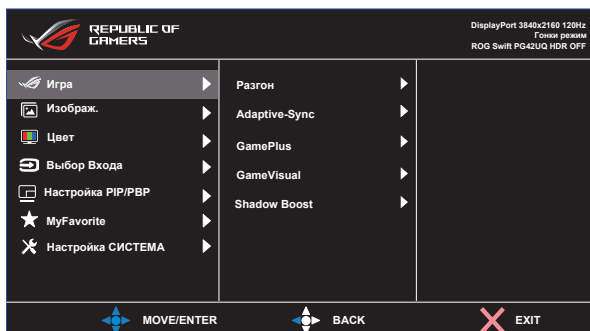 REPUBLIC OF
GAMERS
DisplayPort 3840x2160 120Hz
Гонки режим
ROG Swift PG42UQ HDR OFF
Игра
Изображ.
Цвет
Выбор Входа
Настройка PIP/PBP
MyFavorite
Настройка СИСТЕМА
Разгон
Adaptive-Sync
GamePlus
GameVisual
Shadow Boost
MOVE/ENTER
BACK
EXIT